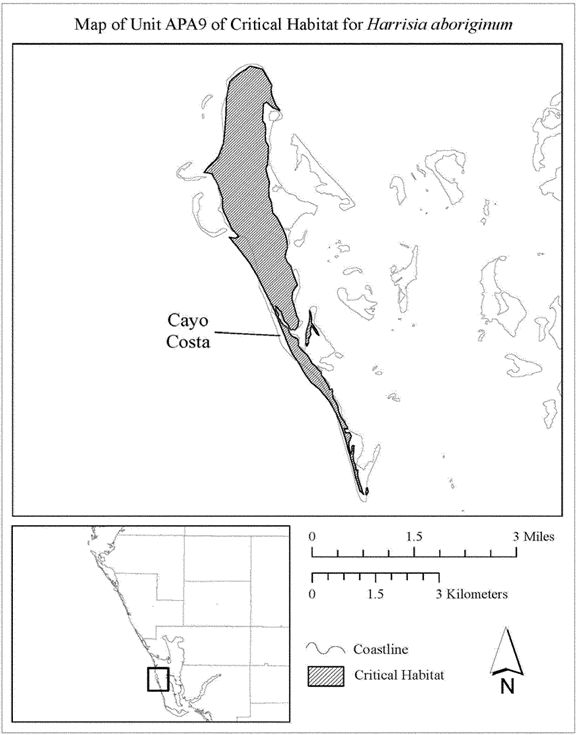 Map of Unit APA9 of Critical Habitat for Harrisia aboriginum
Cayo
Costa
0 1.5 3 Miles
0 1.5 3 Kilometers
Coastline
Critical Habitat
N